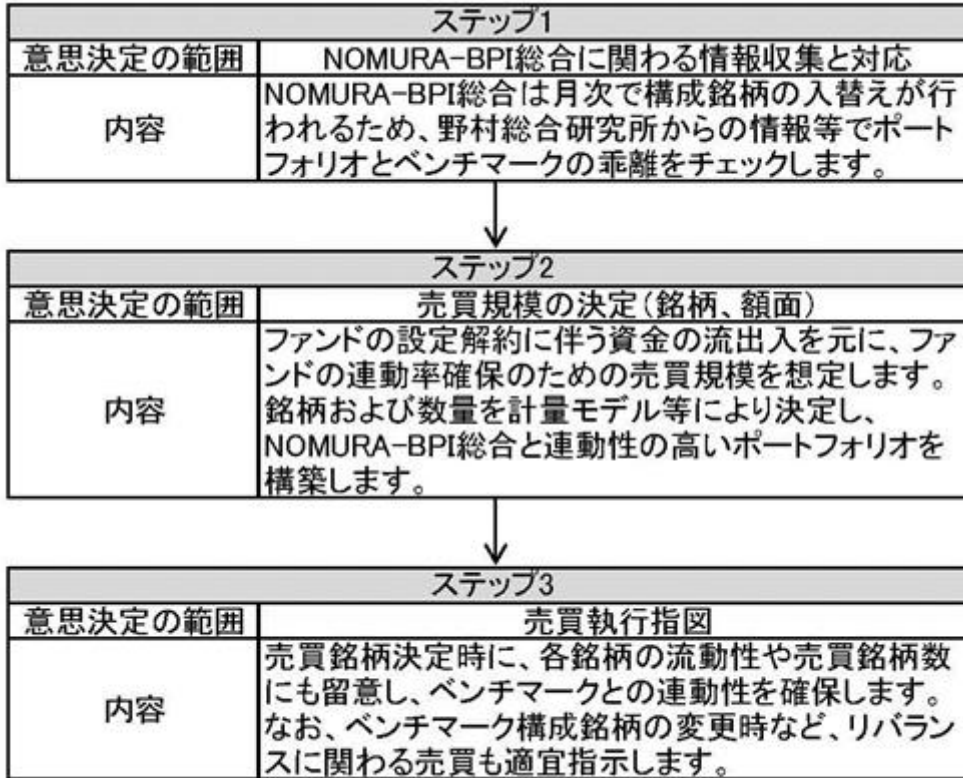 ステップ1
意思決定の範囲 NOMURA-BPI総合に関わる情報収集と対応
内容
NOMURA-BPI総合は月次で構成銘柄の入替えが行
われるため、野村総合研究所からの情報等でポート
フォリオとベンチマークの乖離をチェックします。
ステップ2
意思決定の範囲 売買規模の決定(銘柄、額面)
内容
ファンドの設定解約に伴う資金の流出入を元に、ファ
ンドの連動率確保のための売買規模を想定します。
銘柄および数量を計量モデル等により決定し、
NOMURA-BPI総合と連動性の高いポートフォリオを
構築します。
ステップ3
意思決定の範囲 売買執行指図
内容
売買銘柄決定時に、各銘柄の流動性や売買銘柄数
にも留意し、ベンチマークとの連動性を確保します。
なお、ベンチマーク構成銘柄の変更時など、リバラン
スに関わる売買も適宜指示します。